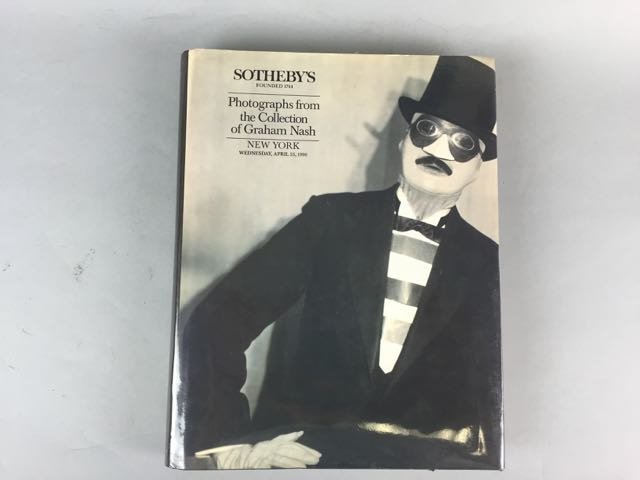 SOTHEBY'S
FOUNDED 1744
Photographs from
the Collection
of Graham Nash
NEW YORK
WEDNESDAY, APRIL 25, 1990